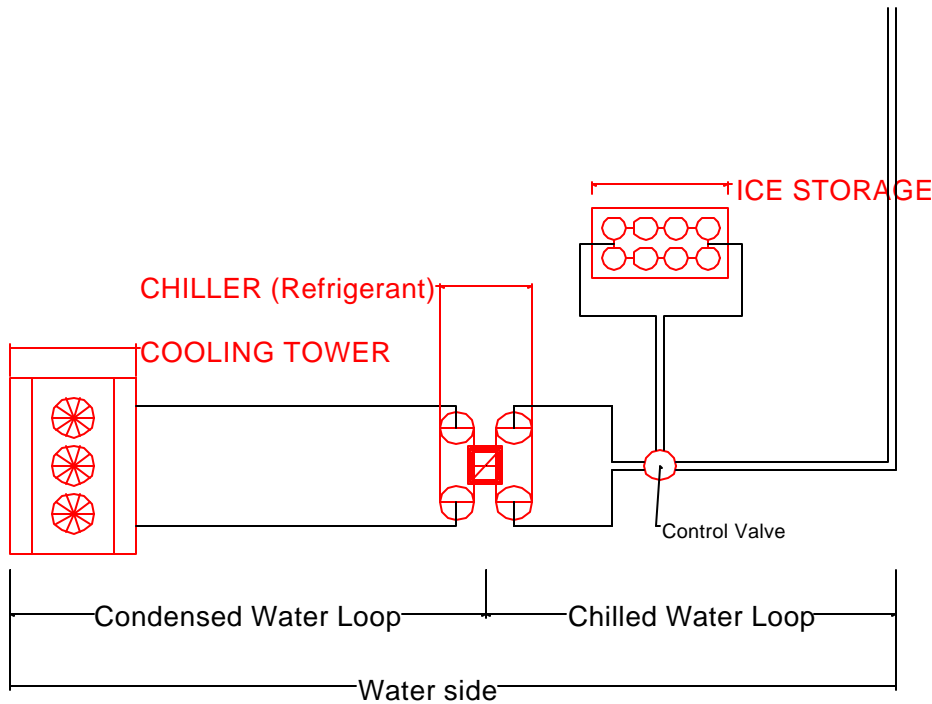 ICE STORAGE
CHILLER (Refrigerant)
COOLING TOWER
Control Valve
Condensed Water Loop
Chilled Water Loop
Water side